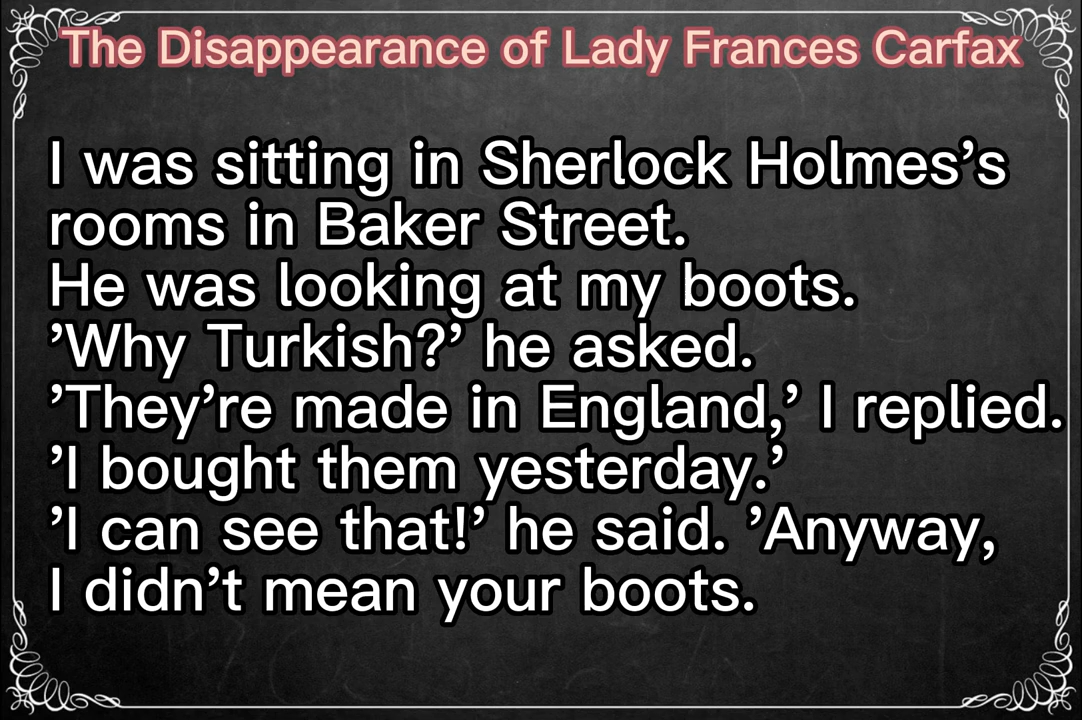 The Disappearance of Lady Frances Carfax
I was sitting in Sherlock Holmes’s
rooms in Baker Street.
He was looking at my boots.
’Why Turkish?’ he asked.
’They’re made in England,’ I replied.
’I bought them yesterday.’
’I can see that!’ he said. ’Anyway,
I didn’t mean your boots.